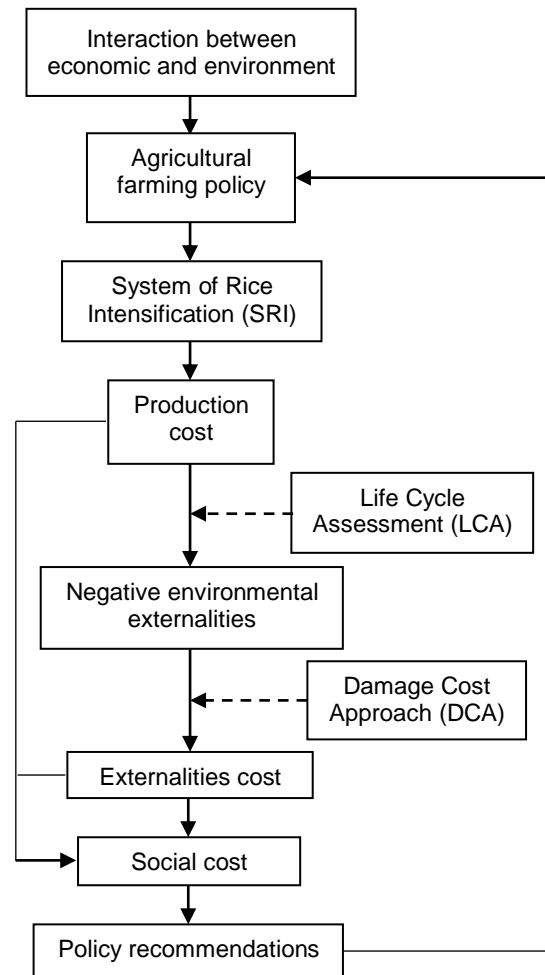 Interaction between
economic and environment
Agricultural
farming policy
System of Rice
Intensification (SRI)
Production
cost
Life Cycle
Assessment (LCA)
Negative environmental
externalities
Damage Cost
Approach (DCA)
Externalities cost
Social cost
Policy recommendations